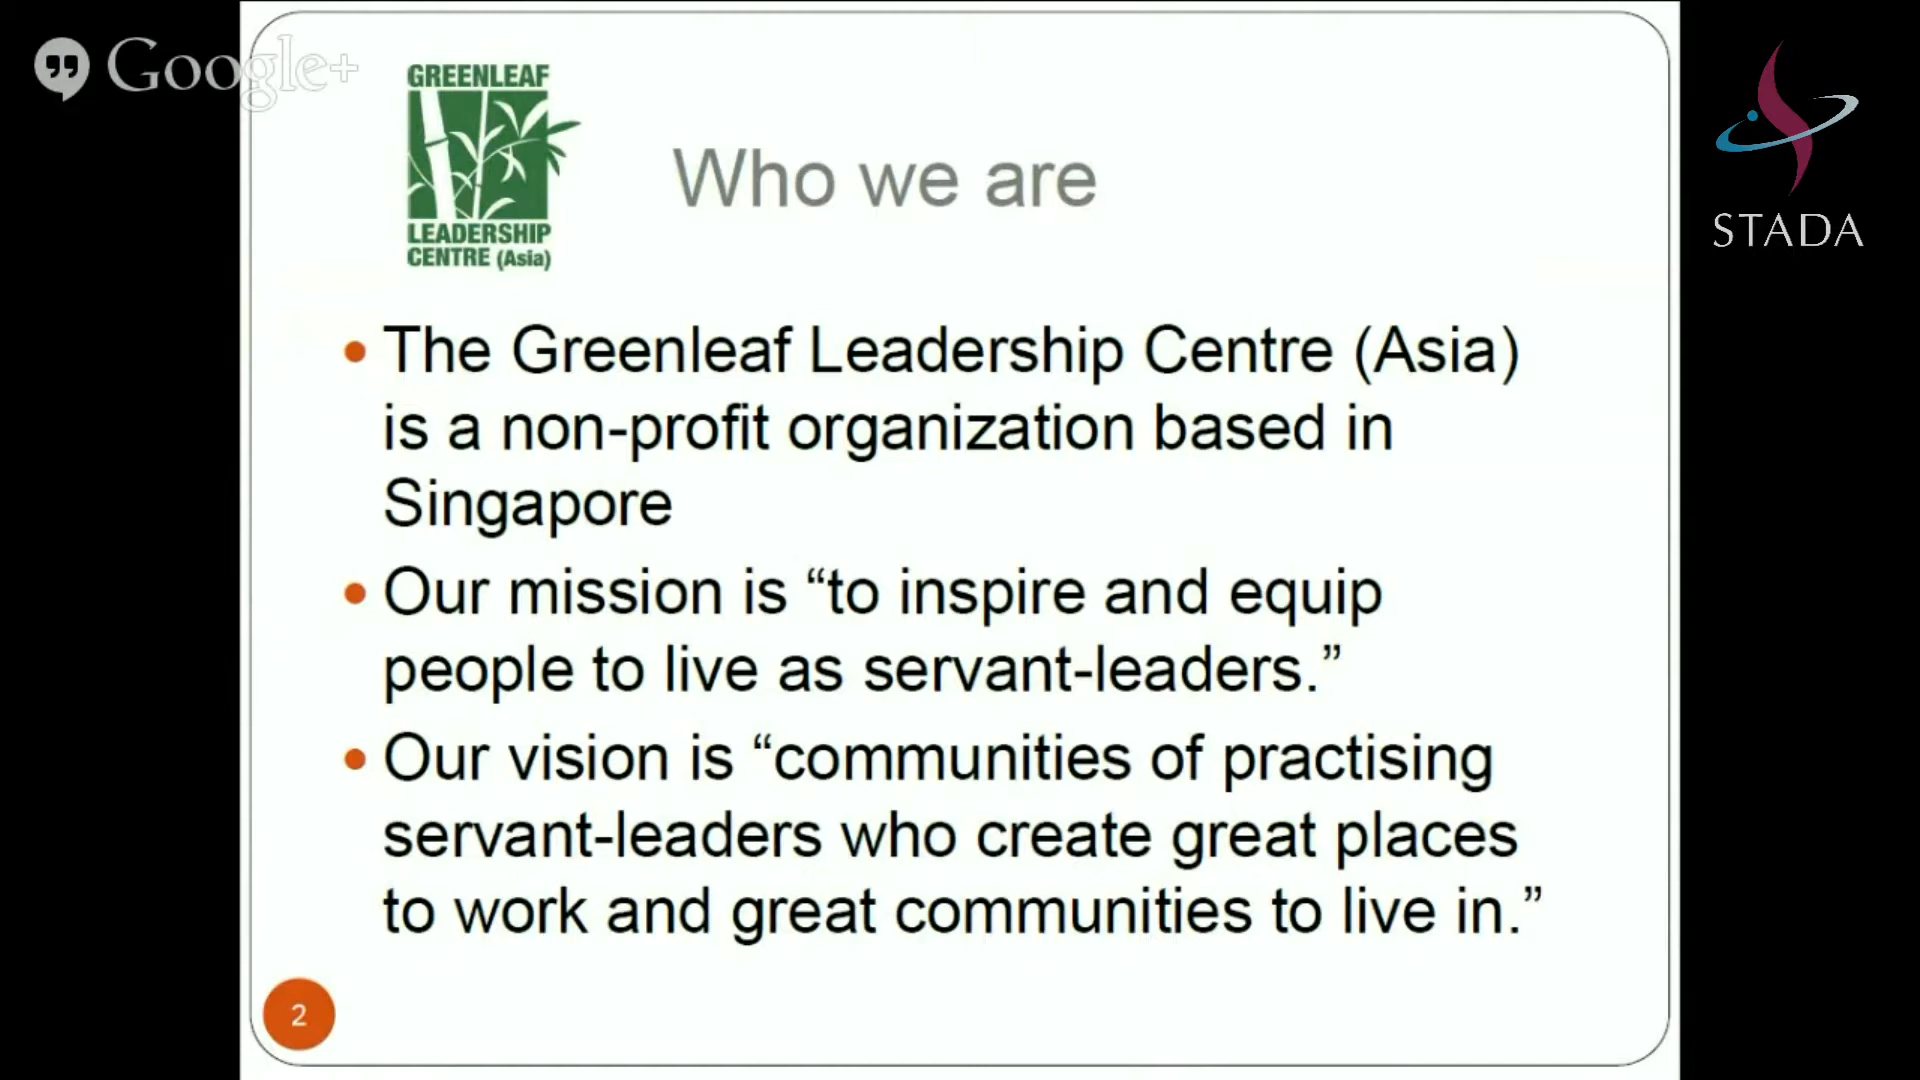 Google+
GREENLEAF
LEADERSHIP
CENTRE (Asia)
Who we are
STADA
• The Greenleaf Leadership Centre (Asia)
is a non-profit organization based in
Singapore
• Our mission is “to inspire and equip
people to live as servant-leaders.”
• Our vision is “communities of practising
servant-leaders who create great places
to work and great communities to live in.”
2